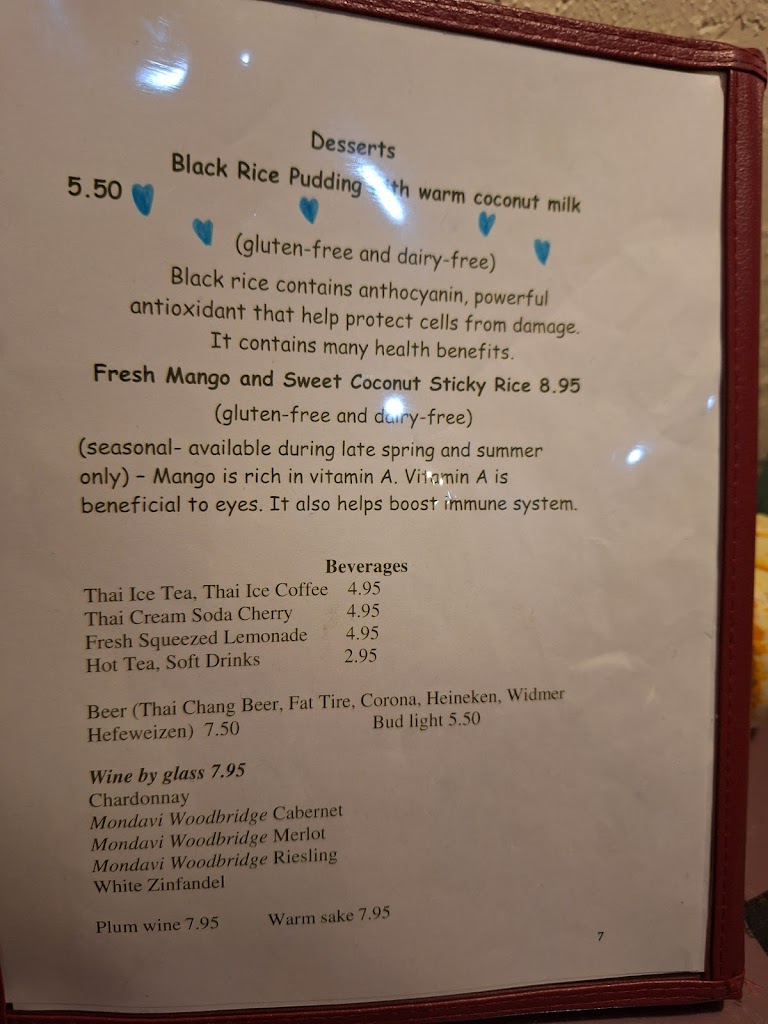 Desserts
Black Rice Pudding with warm coconut milk
5.50
(gluten-free and dairy-free)
Black rice contains anthocyanin, powerful
antioxidant that help protect cells from damage.
It contains many health benefits.
Fresh Mango and Sweet Coconut Sticky Rice 8.95
(gluten-free and dairy-free)
(seasonal- available during late spring and summer
only) – Mango is rich in vitamin A. Vitamin A is
beneficial to eyes. It also helps boost immune system.
Beverages
Thai Ice Tea, Thai Ice Coffee 4.95
Thai Cream Soda Cherry 4.95
Fresh Squeezed Lemonade 4.95
Hot Tea, Soft Drinks 2.95
Beer (Thai Chang Beer, Fat Tire, Corona, Heineken, Widmer
Hefeweizen) 7.50 Bud light 5.50
Wine by glass 7.95
Chardonnay
Mondavi Woodbridge Cabernet
Mondavi Woodbridge Merlot
Mondavi Woodbridge Riesling
White Zinfandel
Plum wine 7.95 Warm sake 7.95
7